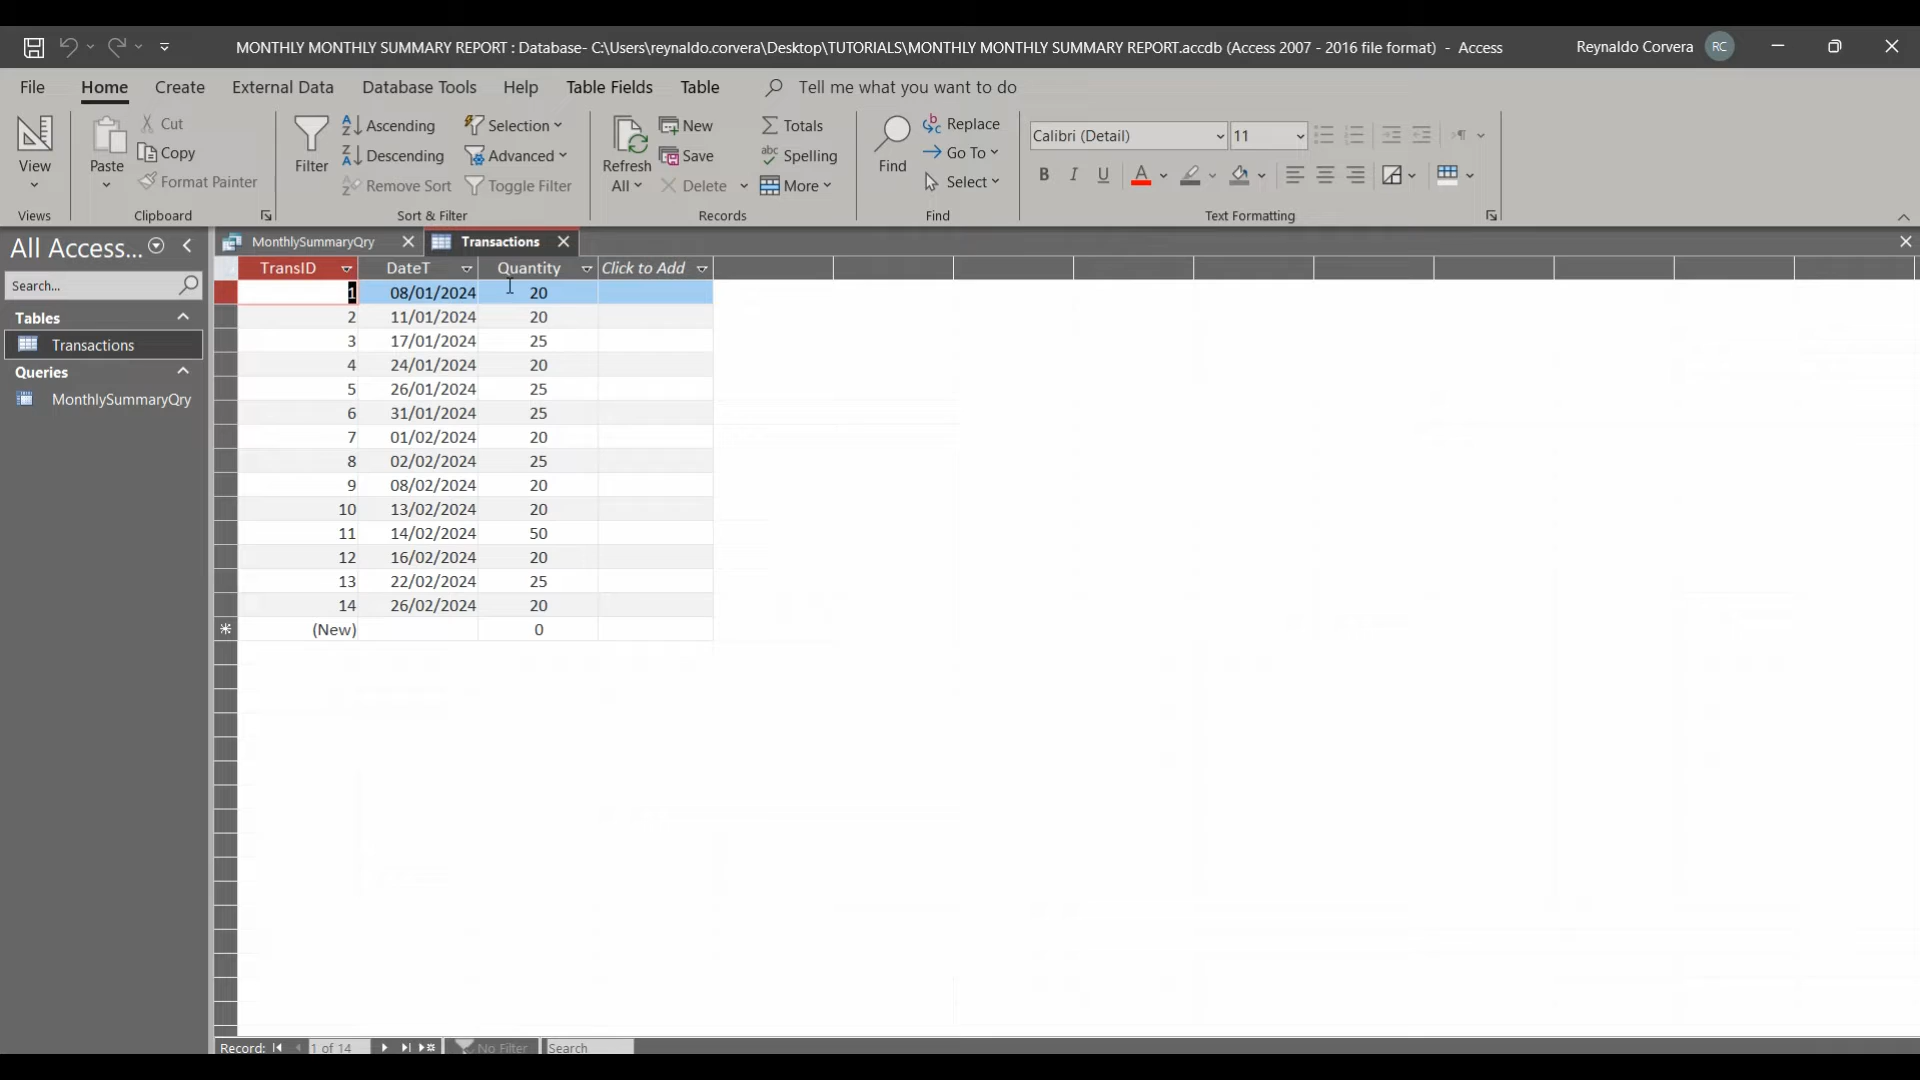 MONTHLY MONTHLY SUMMARY REPORT : Database- C:\Users\reynaldo.corvera\Desktop\TUTORIALS\MONTHLY MONTHLY SUMMARY REPORT.accdb (Access 2007 - 2016 file format) - Access Reynaldo Corvera RC
File Home Create External Data Database Tools Help Table Fields Table Tell me what you want to do
View
Views
Paste
Cut
Copy
Format Painter
Clipboard
Filter
Ascending
Descending
Remove Sort
Selection
Advanced
Toggle Filter
Sort & Filter
Refresh
All
New
Save
Delete
Totals
abc Spelling
More
Records
Find
Replace
Go To
Select
Find
Calibri (Detail) 11
B I U A
Text Formatting
All Access...
Search...
Tables
Transactions
Queries
MonthlySummaryQry
MonthlySummaryQry Transactions
TransID DateT Quantity Click to Add
1 08/01/2024 20
2 11/01/2024 20
3 17/01/2024 25
4 24/01/2024 20
5 26/01/2024 25
6 31/01/2024 25
7 01/02/2024 20
8 02/02/2024 25
9 08/02/2024 20
10 13/02/2024 20
11 14/02/2024 50
12 16/02/2024 20
13 22/02/2024 25
14 26/02/2024 20
(New) 0
Record: 1 of 14 No Filter Search